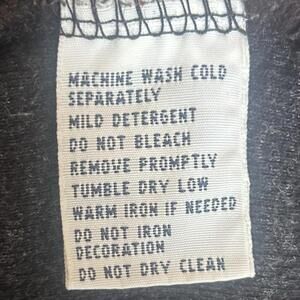 MACHINE WASH COLD
SEPARATELY
MILD DETERGENT
DO NOT BLEACH
REMOVE PROMPTLY
TUMBLE DRY LOW
WARM IRON IF NEEDED
DO NOT IRON
DECORATION
DO NOT DRY CLEAN